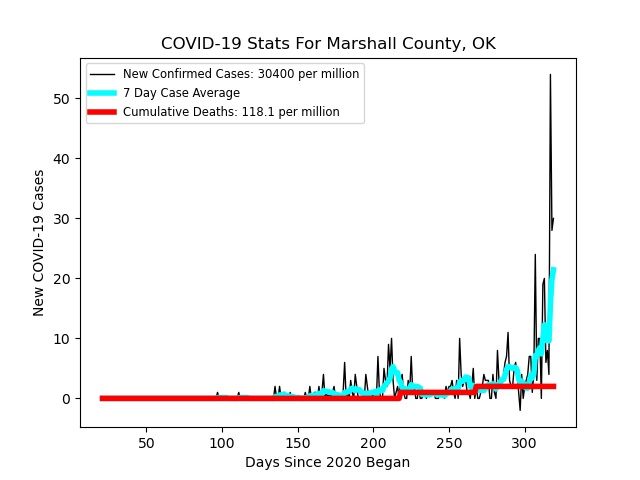 COVID-19 Stats For Marshall County, OK
New Confirmed Cases: 30400 per million
7 Day Case Average
Cumulative Deaths: 118.1 per million
New COVID-19 Cases
50
40
30
20
10
0
50 100 150 200 250 300
Days Since 2020 Began